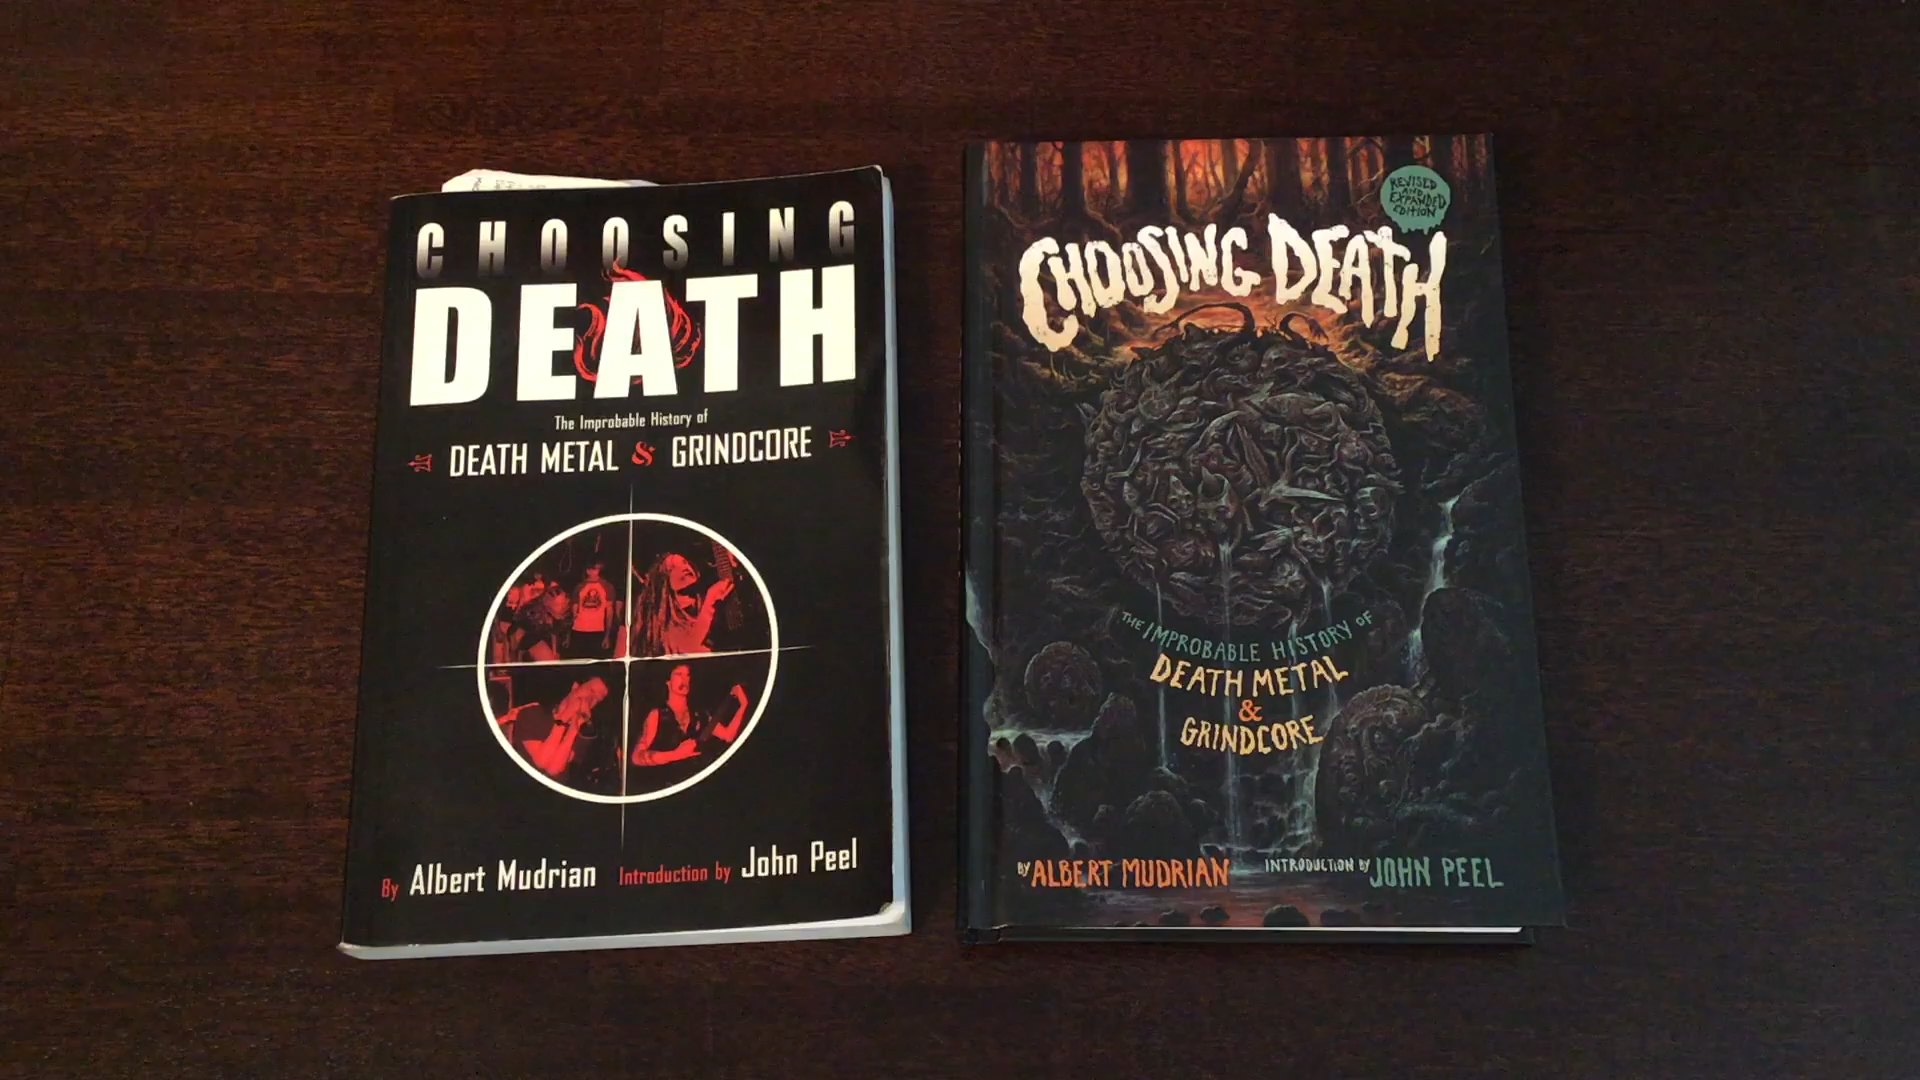 CHOOSING
DEATH
The Improbable History of
DEATH METAL & GRINDCORE
By Albert Mudrian Introduction by John Peel
REVISED
AND
EXPANDED
EDITION
CHOOSING DEATH
THE IMPROBABLE HISTORY OF
DEATH METAL
&
GRINDCORE
BY ALBERT MUDRIAN INTRODUCTION BY JOHN PEEL